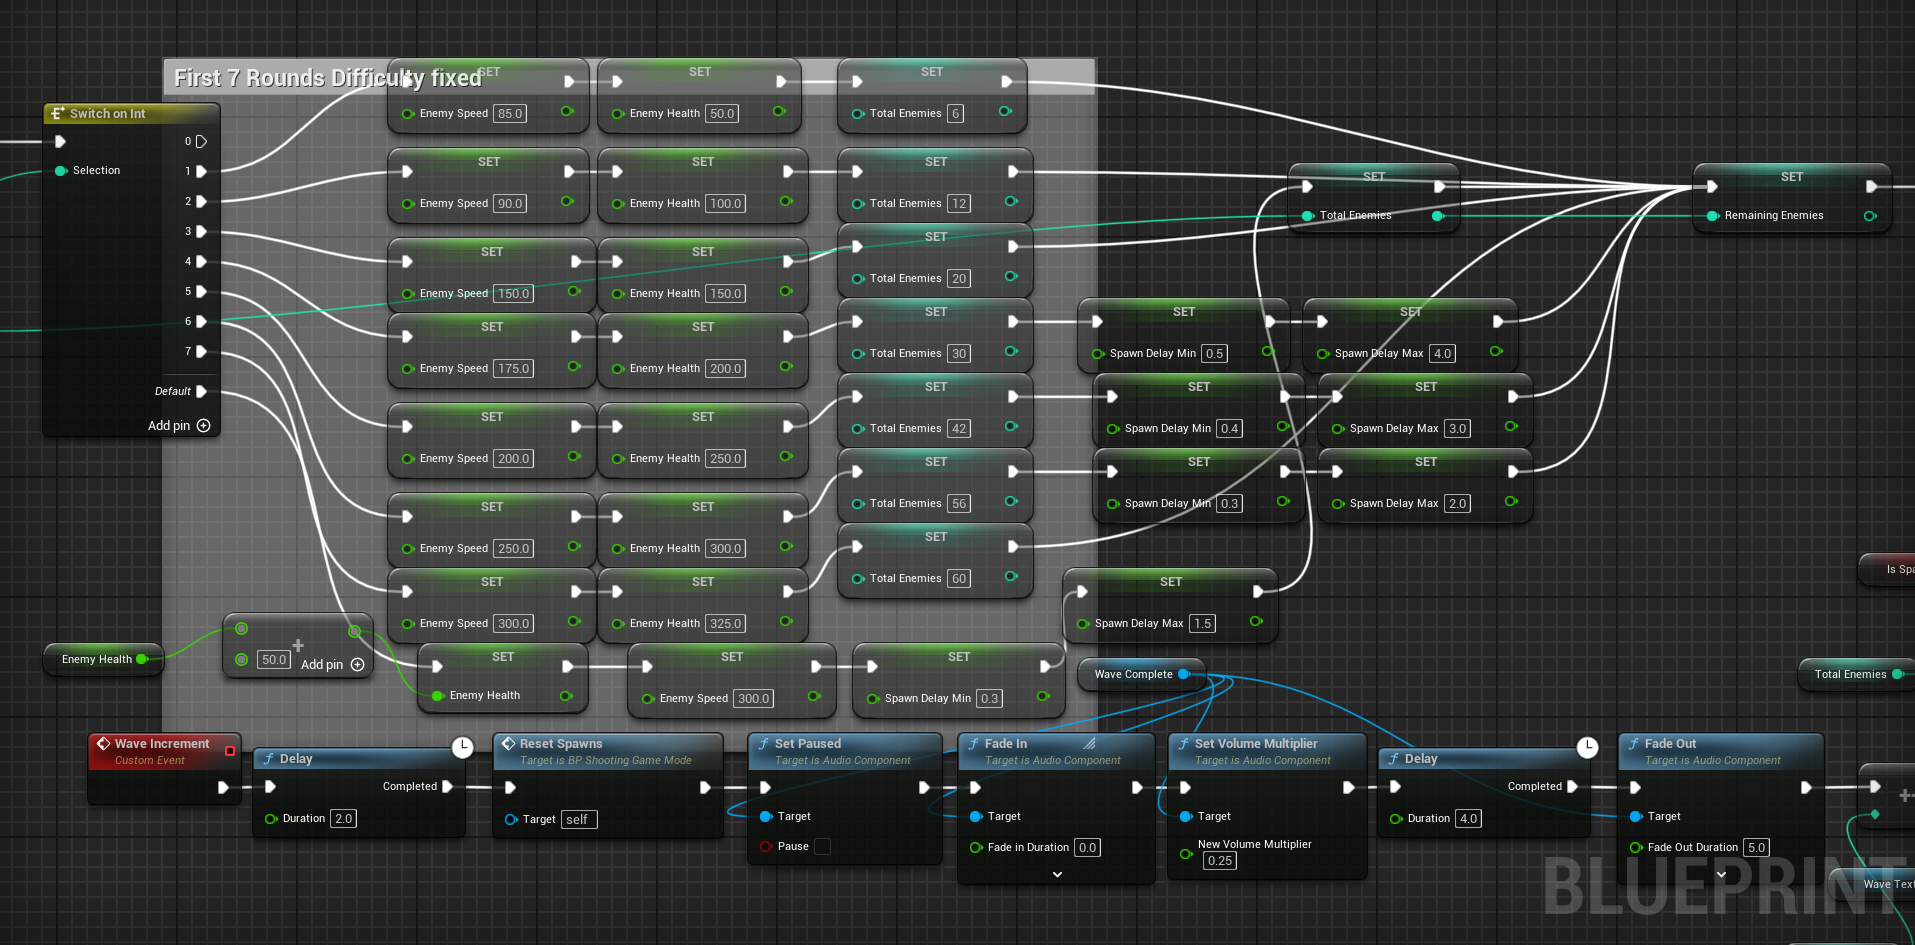 First 7 Rounds Difficulty fixed
Switch on Int
Selection
0
1
2
3
4
5
6
7
Default
Add pin
SET
Enemy Speed 85.0
SET
Enemy Health 50.0
SET
Total Enemies 6
SET
Enemy Speed 90.0
SET
Enemy Health 100.0
SET
Total Enemies 12
SET
Enemy Speed 150.0
SET
Enemy Health 150.0
SET
Total Enemies 20
SET
Enemy Speed 175.0
SET
Enemy Health 200.0
SET
Total Enemies 30
SET
Spawn Delay Min 0.5
SET
Spawn Delay Max 4.0
SET
Enemy Speed 200.0
SET
Enemy Health 250.0
SET
Total Enemies 42
SET
Spawn Delay Min 0.4
SET
Spawn Delay Max 3.0
SET
Enemy Speed 250.0
SET
Enemy Health 300.0
SET
Total Enemies 56
SET
Spawn Delay Min 0.3
SET
Spawn Delay Max 2.0
SET
Enemy Speed 300.0
SET
Enemy Health 325.0
SET
Total Enemies 60
SET
Total Enemies
SET
Remaining Enemies
Enemy Health
50.0
Add pin
SET
Enemy Health
SET
Enemy Speed 300.0
SET
Spawn Delay Min 0.3
SET
Spawn Delay Max 1.5
Wave Complete
Is Spa
Total Enemies
Wave Increment
Custom Event
Delay
Completed
Duration 2.0
Reset Spawns
Target is BP Shooting Game Mode
Target self
Set Paused
Target is Audio Component
Target
Pause
Fade In
Target is Audio Component
Target
Fade in Duration 0.0
Set Volume Multiplier
Target is Audio Component
Target
New Volume Multiplier
0.25
Delay
Completed
Duration 4.0
Fade Out
Target is Audio Component
Target
Fade Out Duration 5.0
Wave Text
BLUEPRINT